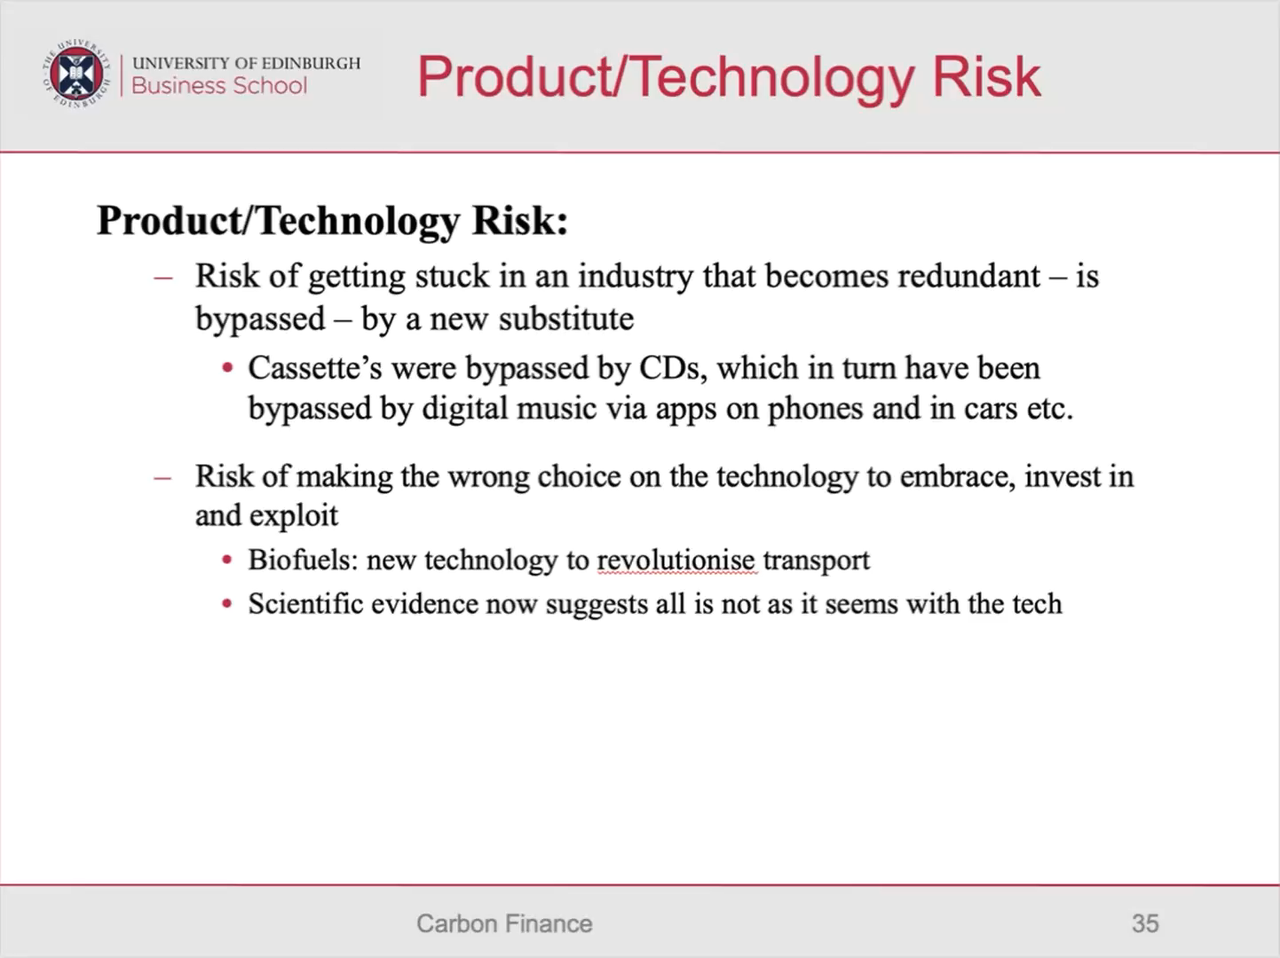 THE UNIVERSITY OF EDINBURGH
UNIVERSITY OF EDINBURGH
Business School
Product/Technology Risk
Product/Technology Risk:
– Risk of getting stuck in an industry that becomes redundant – is
bypassed – by a new substitute
• Cassette’s were bypassed by CDs, which in turn have been
bypassed by digital music via apps on phones and in cars etc.
– Risk of making the wrong choice on the technology to embrace, invest in
and exploit
• Biofuels: new technology to revolutionise transport
• Scientific evidence now suggests all is not as it seems with the tech
Carbon Finance
35